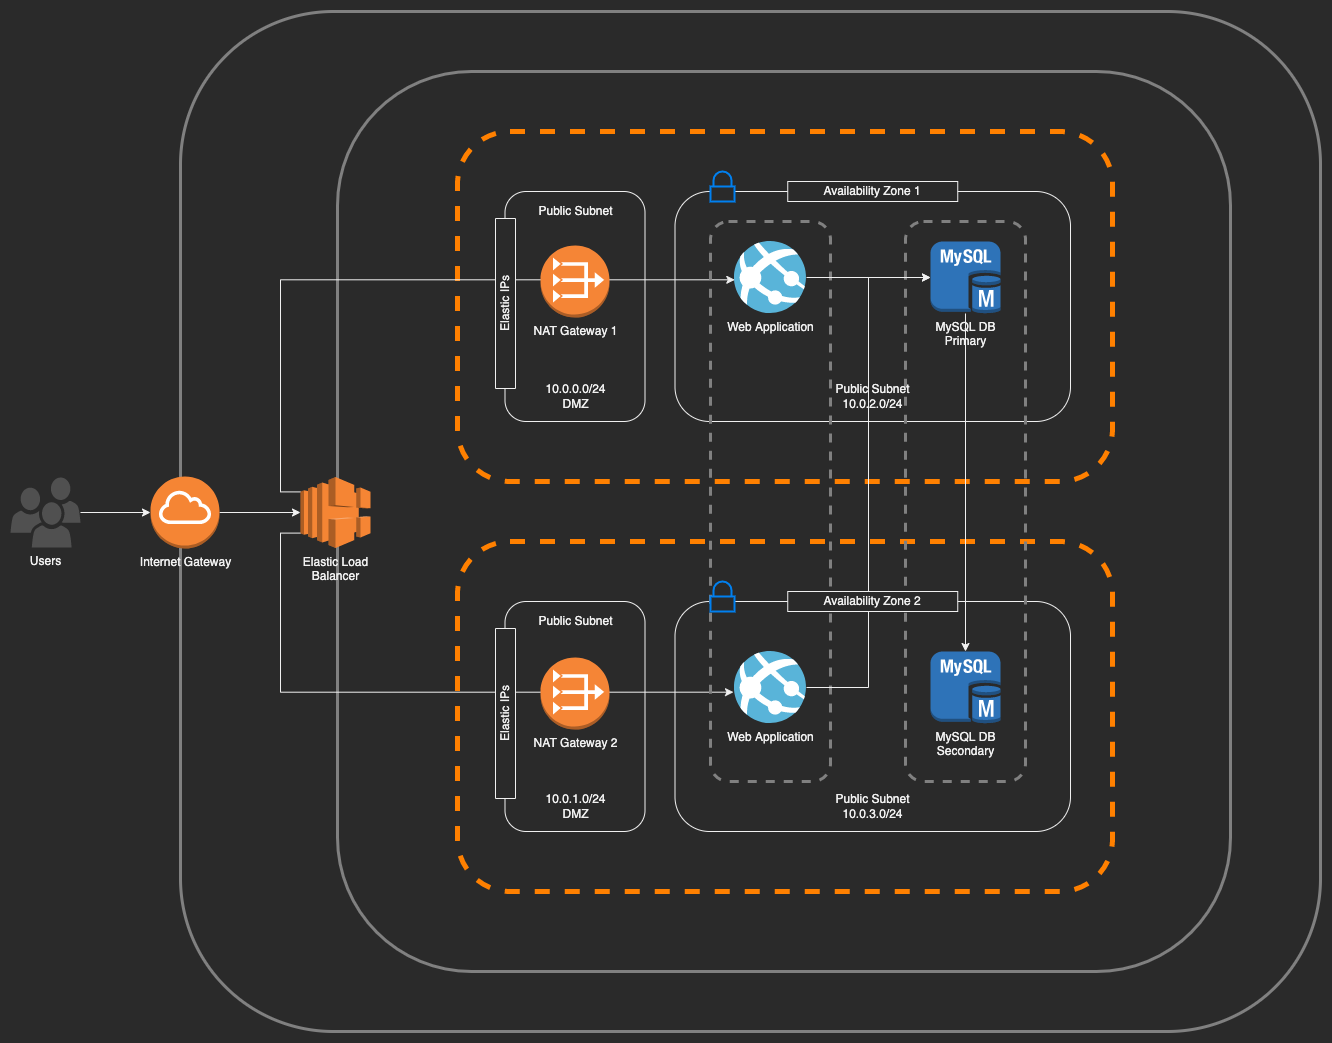 Availability Zone 1
Public Subnet
MySQL
M
Elastic IPs
NAT Gateway 1
Web Application
MySQL DB
Primary
10.0.0.0/24
DMZ
Public Subnet
10.0.2.0/24
Users
Internet Gateway
Elastic Load
Balancer
Availability Zone 2
Public Subnet
MySQL
M
Elastic IPs
NAT Gateway 2
Web Application
MySQL DB
Secondary
10.0.1.0/24
DMZ
Public Subnet
10.0.3.0/24